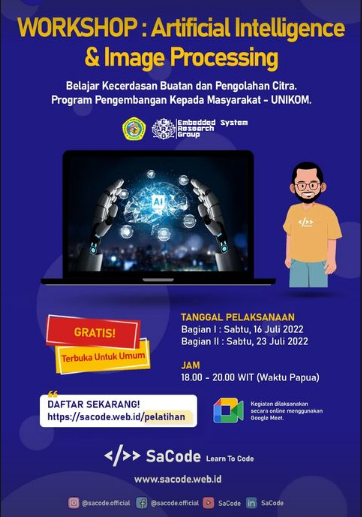 WORKSHOP : Artificial Intelligence
& Image Processing
Belajar Kecerdasan Buatan dan Pengolahan Citra.
Program Pengembangan Kepada Masyarakat - UNIKOM.
Embedded System
Research
Group
AI
</>
GRATIS!
Terbuka Untuk Umum
TANGGAL PELAKSANAAN
Bagian I : Sabtu, 16 Juli 2022
Bagian II : Sabtu, 23 Juli 2022
JAM
18.00 - 20.00 WIT (Waktu Papua)
DAFTAR SEKARANG!
https://sacode.web.id/pelatihan
Kegiatan dilaksanakan
secara online menggunakan
Google Meet.
</> SaCode Learn To Code
www.sacode.web.id
@sacode.official @sacode.official SaCode SaCode